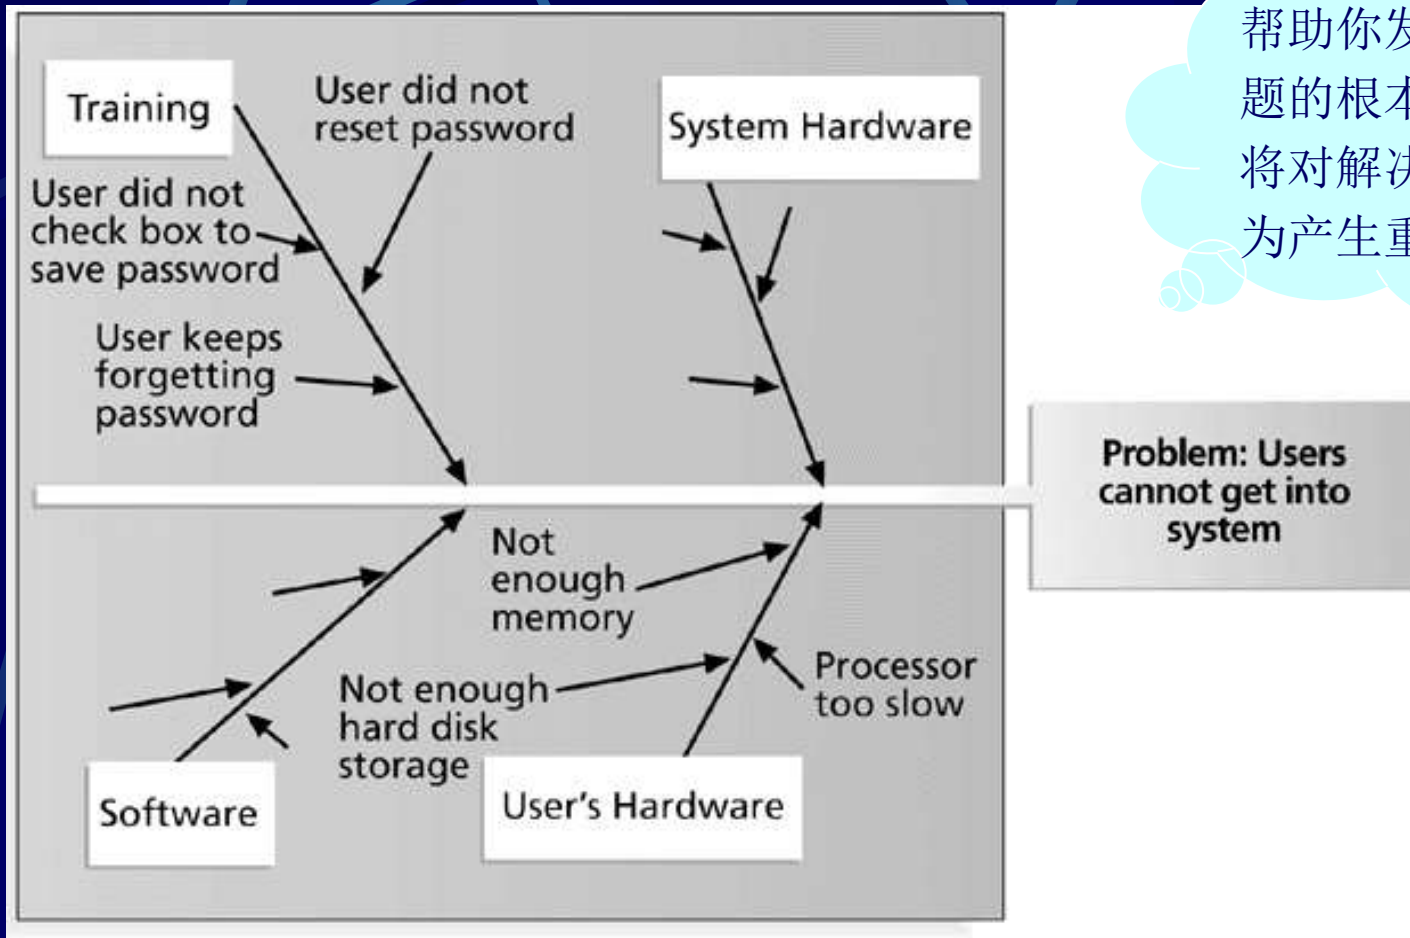 Training
User did not
reset password
System Hardware
User did not
check box to
save password
User keeps
forgetting
password
帮助你发
题的根本
将对解决
为产生重
Problem: Users
cannot get into
system
Not
enough
memory
Not enough
hard disk
storage
Processor
too slow
Software
User's Hardware